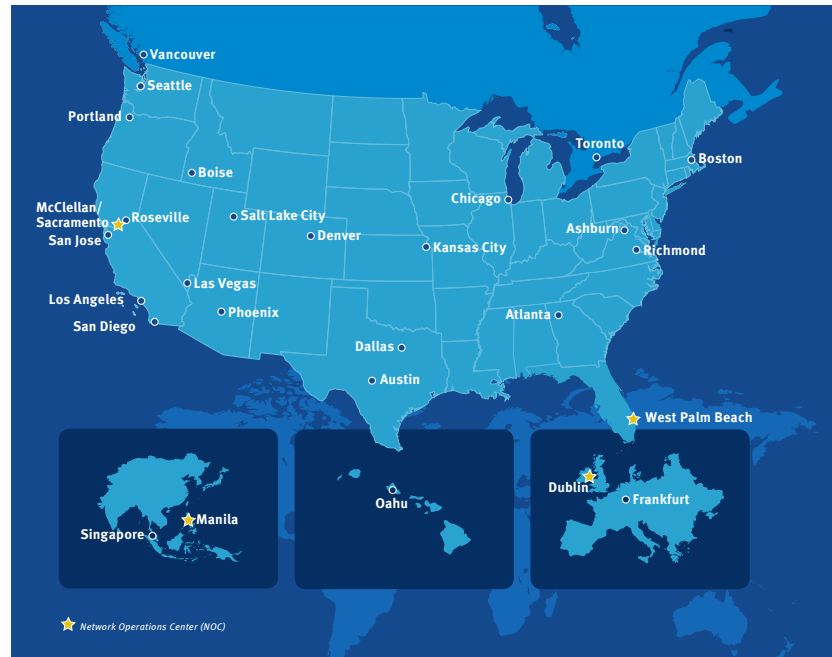 Vancouver
Seattle
Portland
Toronto
Boston
Boise
Chicago
McClellan/
Sacramento
Roseville
Salt Lake City
San Jose
Denver
Kansas City
Ashburn
Richmond
Las Vegas
Los Angeles
Phoenix
San Diego
Atlanta
Dallas
Austin
West Palm Beach
Singapore
Manila
Oahu
Dublin
Frankfurt
Network Operations Center (NOC)